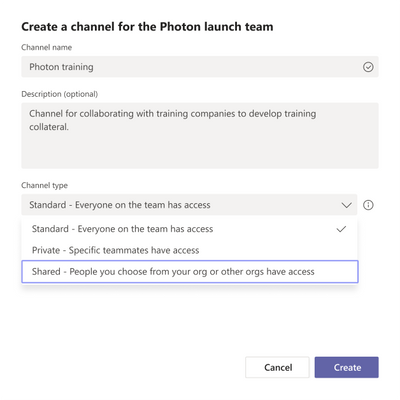 Create a channel for the Photon launch team
Channel name
Photon training
Description (optional)
Channel for collaborating with training companies to develop training
collateral.
Channel type
Standard - Everyone on the team has access
Standard - Everyone on the team has access
Private - Specific teammates have access
Shared - People you choose from your org or other orgs have access
Cancel
Create